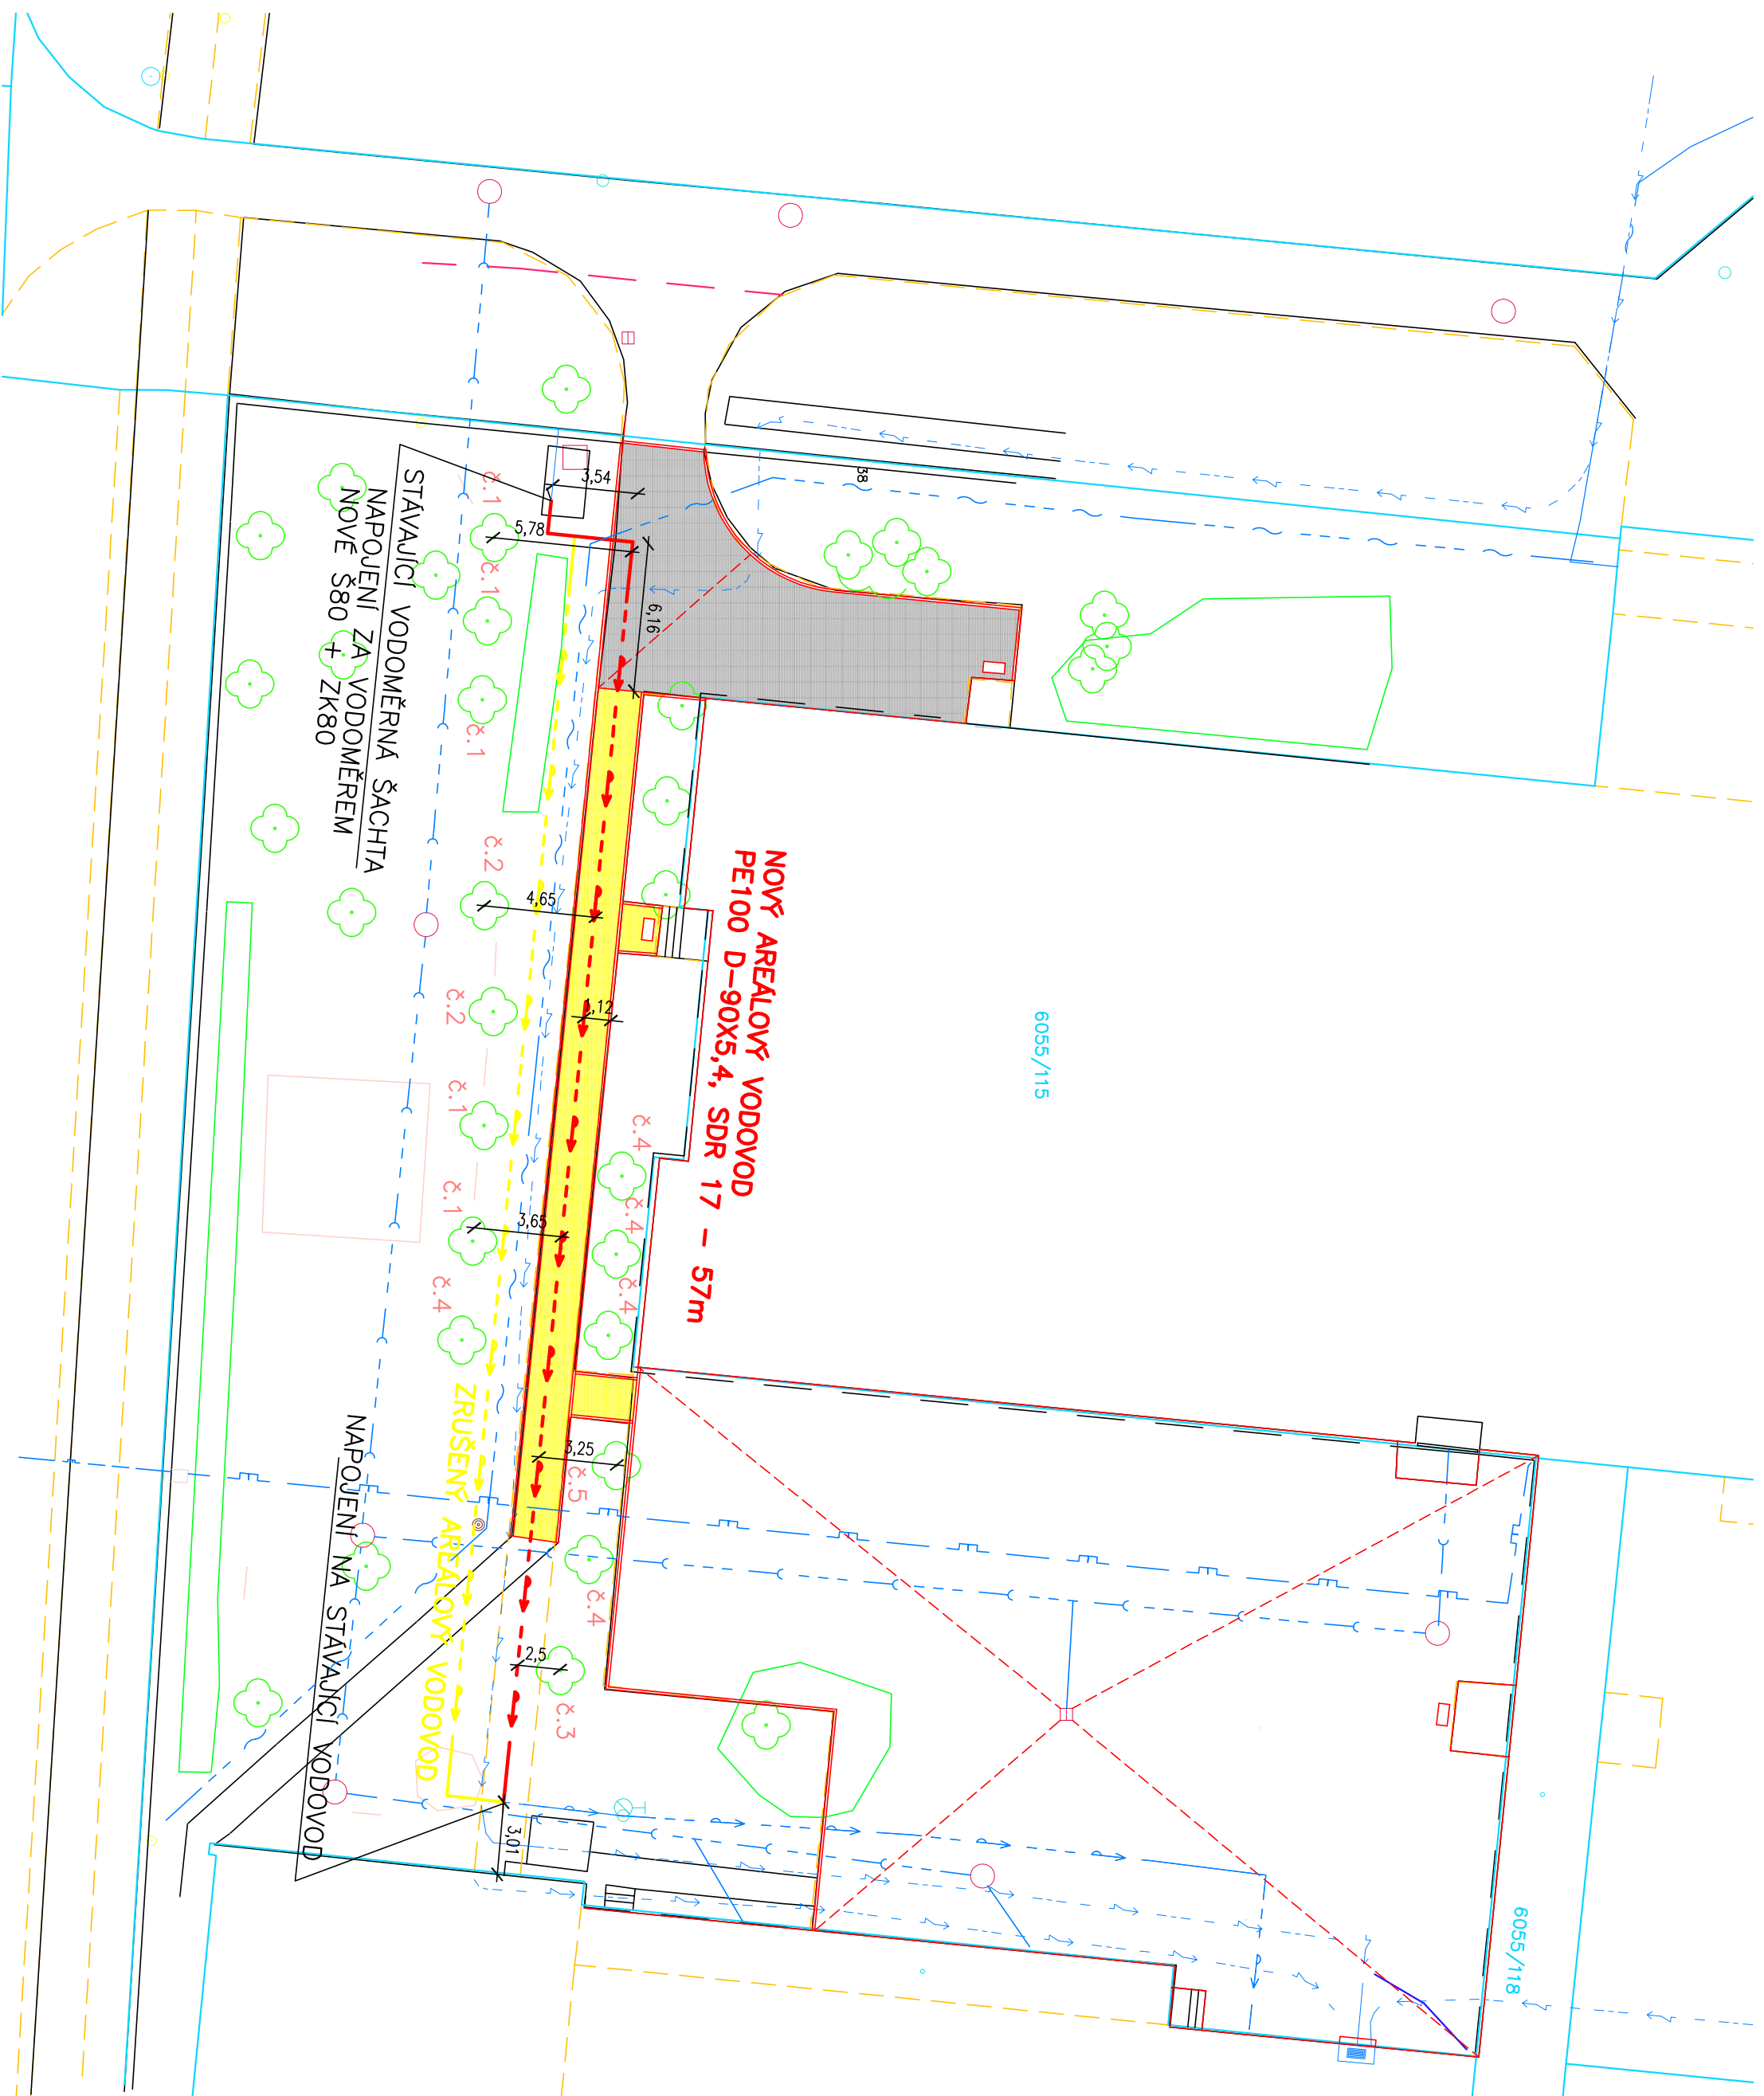 STÁVAJÍCÍ VODOMĚRNÁ ŠACHTA
NAPOJENÍ ZA VODOMĚREM
NOVÉ Š80 + ZK80
NOVÝ AREÁLOVÝ VODOVOD
PE100 D-90X5,4, SDR 17 - 57m
ZRUŠENÝ AREÁLOVÝ VODOVOD
NAPOJENÍ NA STÁVAJÍCÍ VODOVOD
6055/115
6055/118
38
3,54
5,78
6,16
4,65
1,12
3,65
3,25
2,5
3,01
č.1
č.1
č.1
č.2
č.2
č.1
č.1
č.4
č.4
č.4
č.4
č.5
č.4
č.3